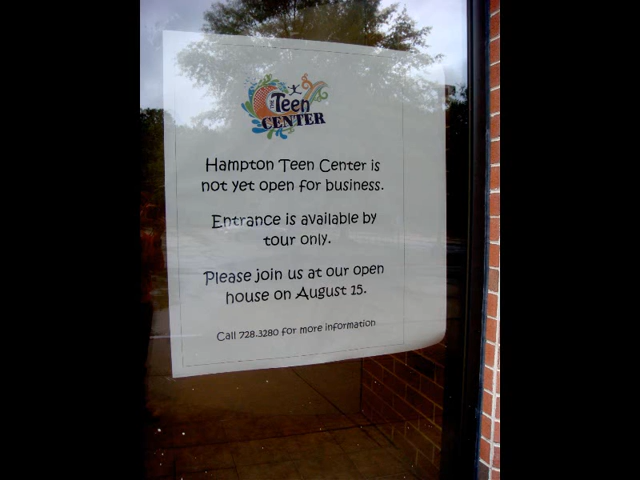 THE
Teen
CENTER
Hampton Teen Center is
not yet open for business.
Entrance is available by
tour only.
Please join us at our open
house on August 15.
Call 728.3280 for more information